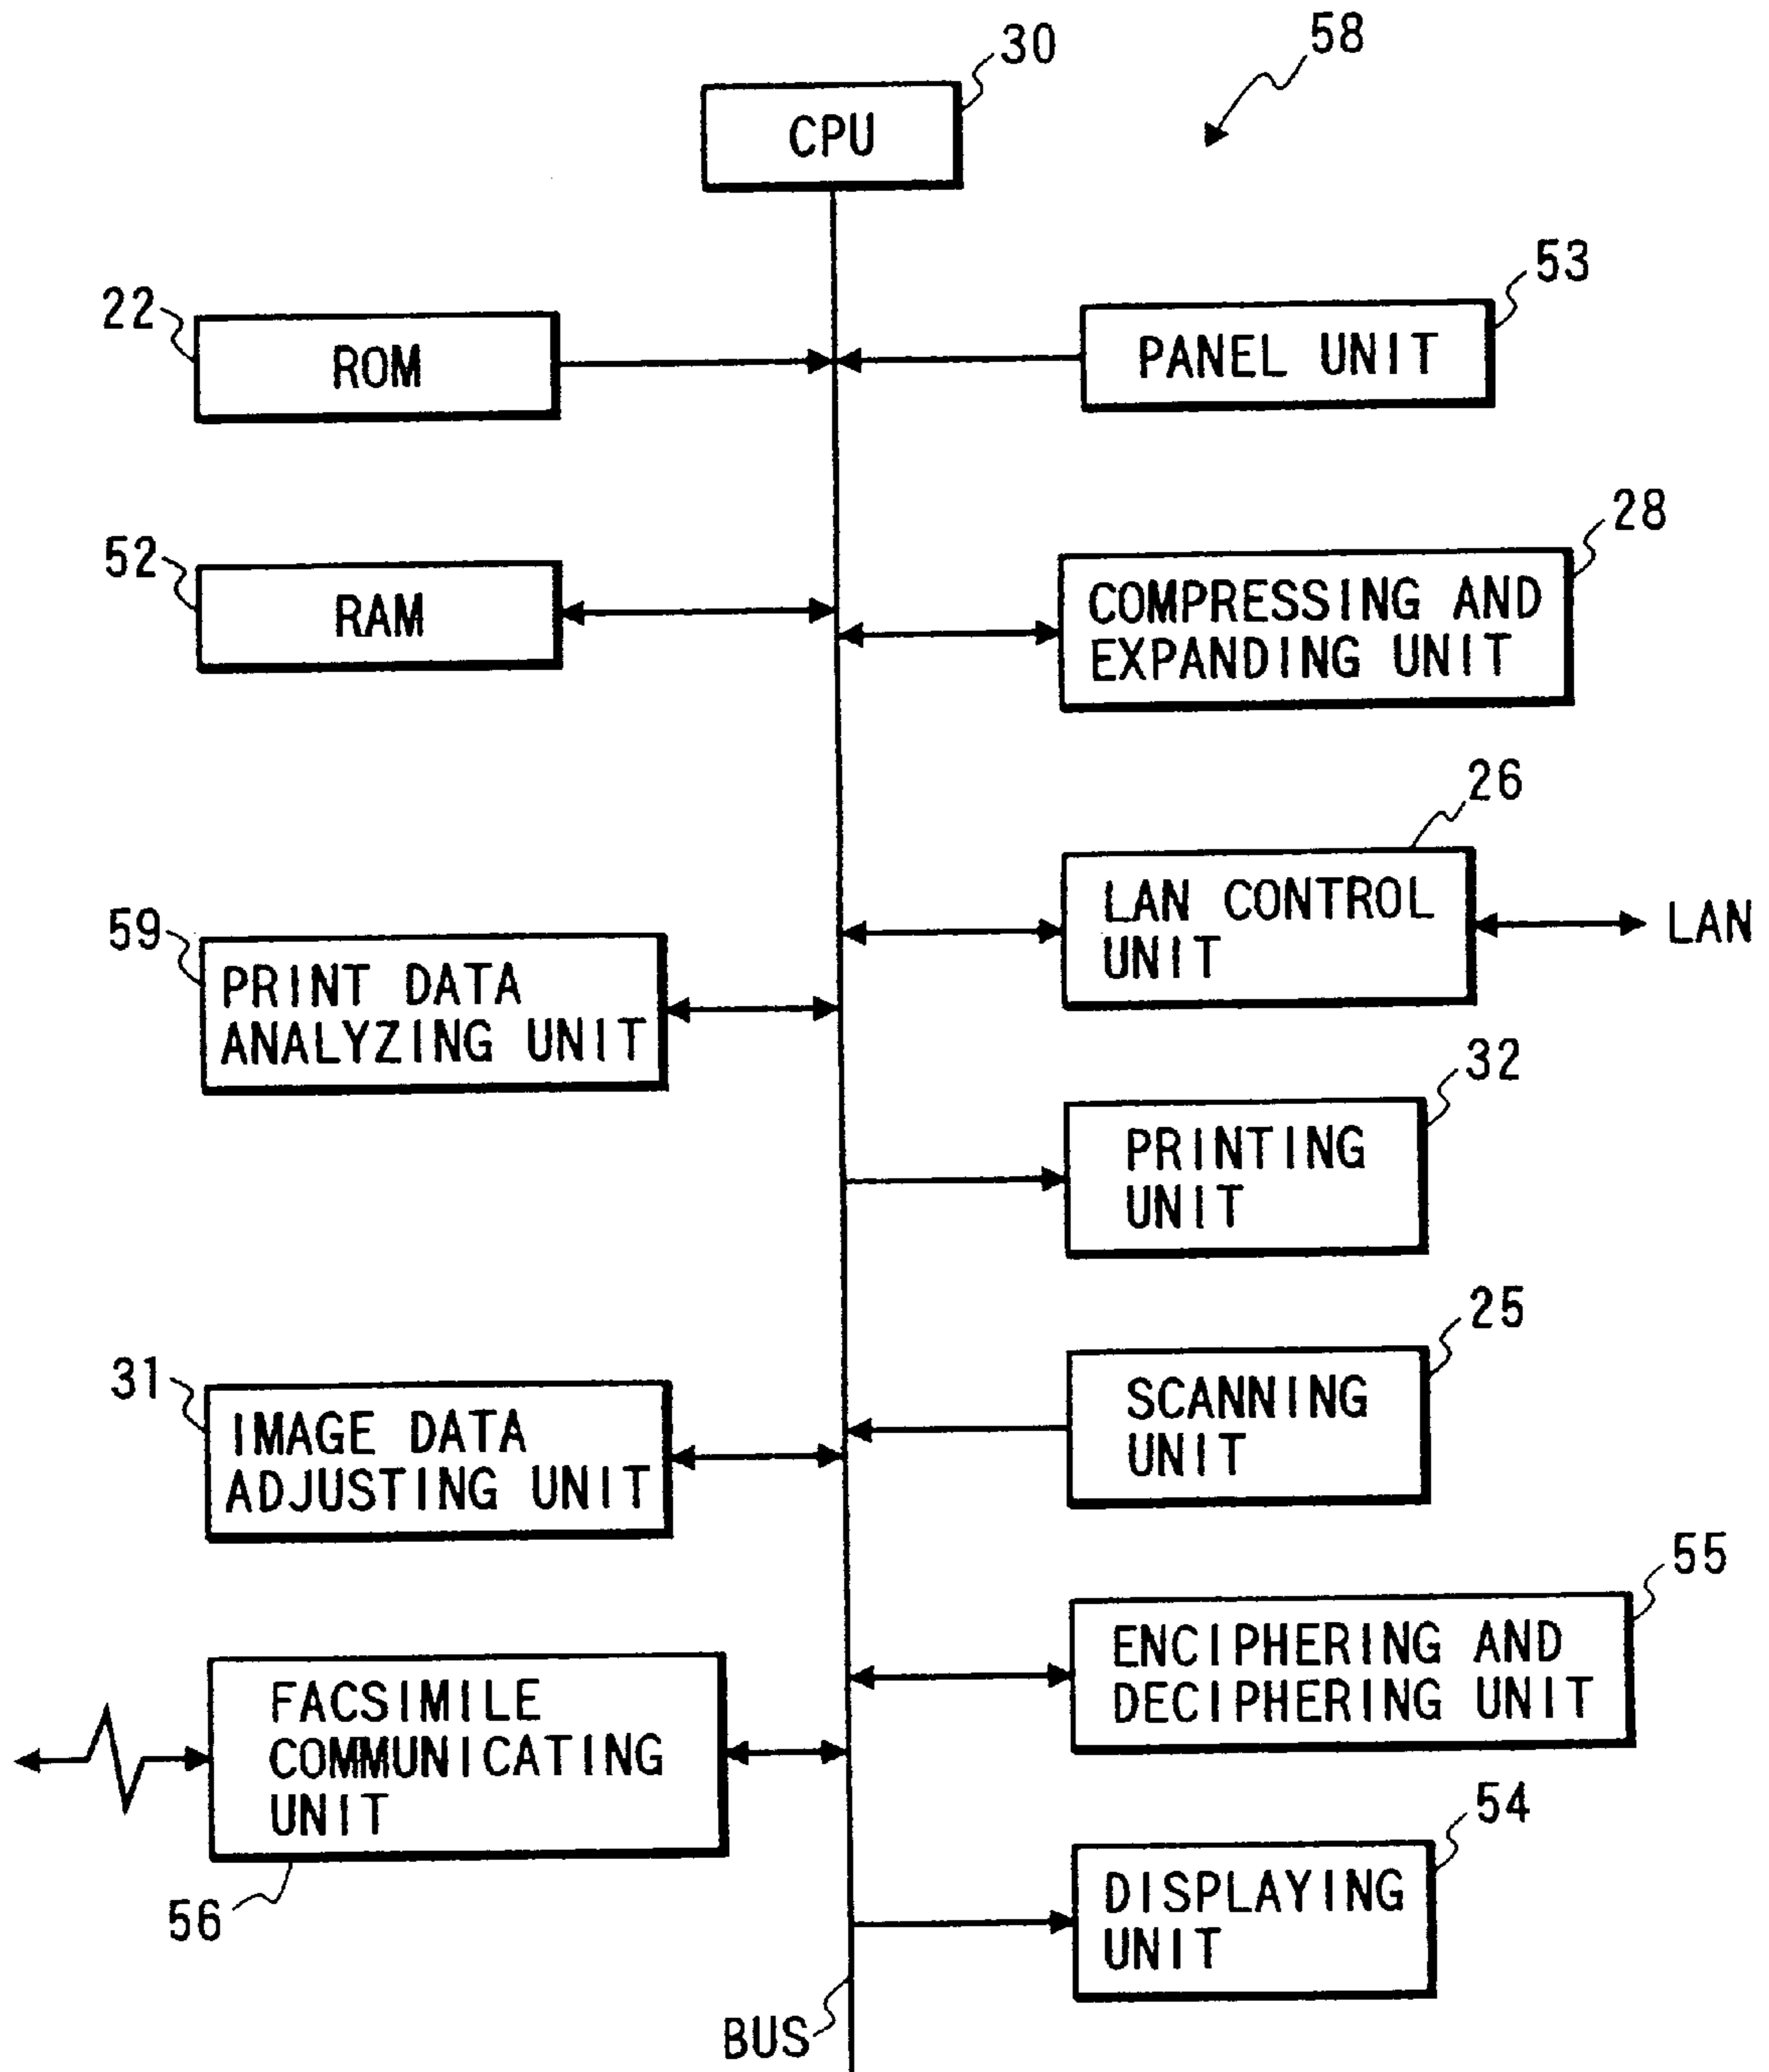 58
30
CPU
22
ROM
53
PANEL UNIT
52
RAM
28
COMPRESSING AND
EXPANDING UNIT
26
LAN CONTROL
UNIT
LAN
59
PRINT DATA
ANALYZING UNIT
32
PRINTING
UNIT
31
IMAGE DATA
ADJUSTING UNIT
25
SCANNING
UNIT
55
ENCIPHERING AND
DECIPHERING UNIT
FACSIMILE
COMMUNICATING
UNIT
56
54
DISPLAYING
UNIT
BUS